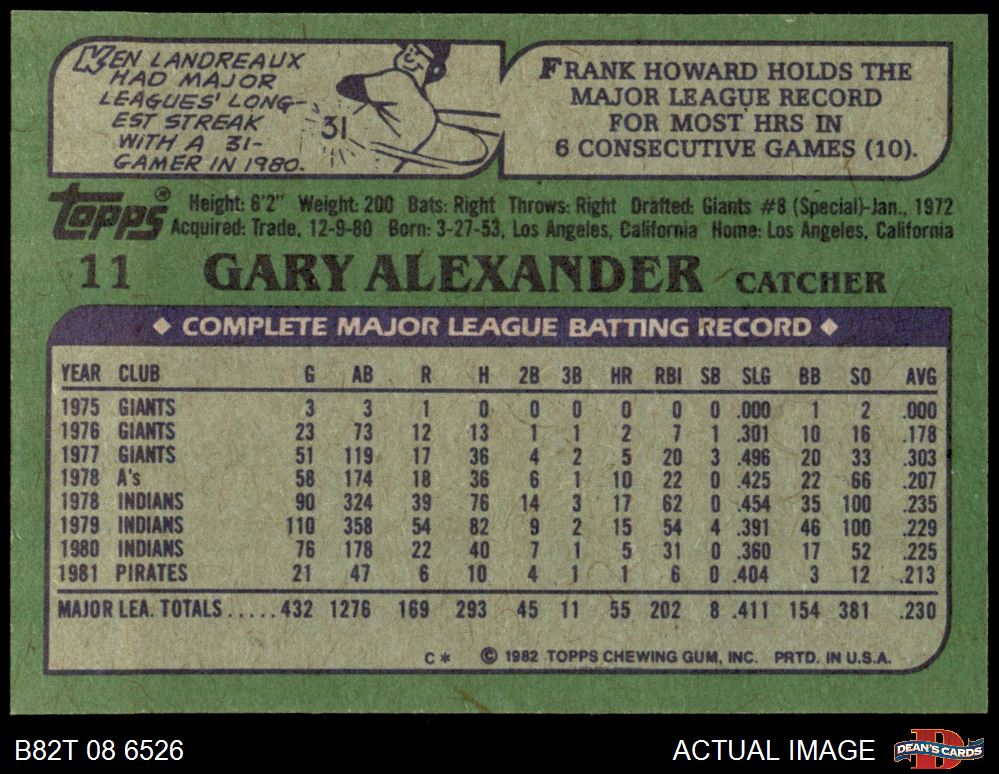 KEN LANDREAUX
HAD MAJOR
LEAGUES' LONG-
EST STREAK
WITH A 31-
GAMER IN 1980.
31
FRANK HOWARD HOLDS THE
MAJOR LEAGUE RECORD
FOR MOST HRS IN
6 CONSECUTIVE GAMES (10).
topps®
Height: 6'2" Weight: 200 Bats: Right Throws: Right Drafted: Giants #8 (Special)-Jan., 1972
Acquired: Trade, 12-9-80 Born: 3-27-53, Los Angeles, California Home: Los Angeles, California
11 GARY ALEXANDER CATCHER
◆ COMPLETE MAJOR LEAGUE BATTING RECORD ◆
YEAR CLUB G AB R H 2B 3B HR RBI SB SLG BB SO AVG
1975 GIANTS 3 3 1 0 0 0 0 0 0 .000 1 2 .000
1976 GIANTS 23 73 12 13 1 1 2 7 1 .301 10 16 .178
1977 GIANTS 51 119 17 36 4 2 5 20 3 .496 20 33 .303
1978 A's 58 174 18 36 6 1 10 22 0 .425 22 66 .207
1978 INDIANS 90 324 39 76 14 3 17 62 0 .454 35 100 .235
1979 INDIANS 110 358 54 82 9 2 15 54 4 .391 46 100 .229
1980 INDIANS 76 178 22 40 7 1 5 31 0 .360 17 52 .225
1981 PIRATES 21 47 6 10 4 1 1 6 0 .404 3 12 .213
MAJOR LEA. TOTALS.....432 1276 169 293 45 11 55 202 8 .411 154 381 .230
C* © 1982 TOPPS CHEWING GUM, INC. PRTD. IN U.S.A.
B82T 08 6526 ACTUAL IMAGE
DEAN'S CARDS